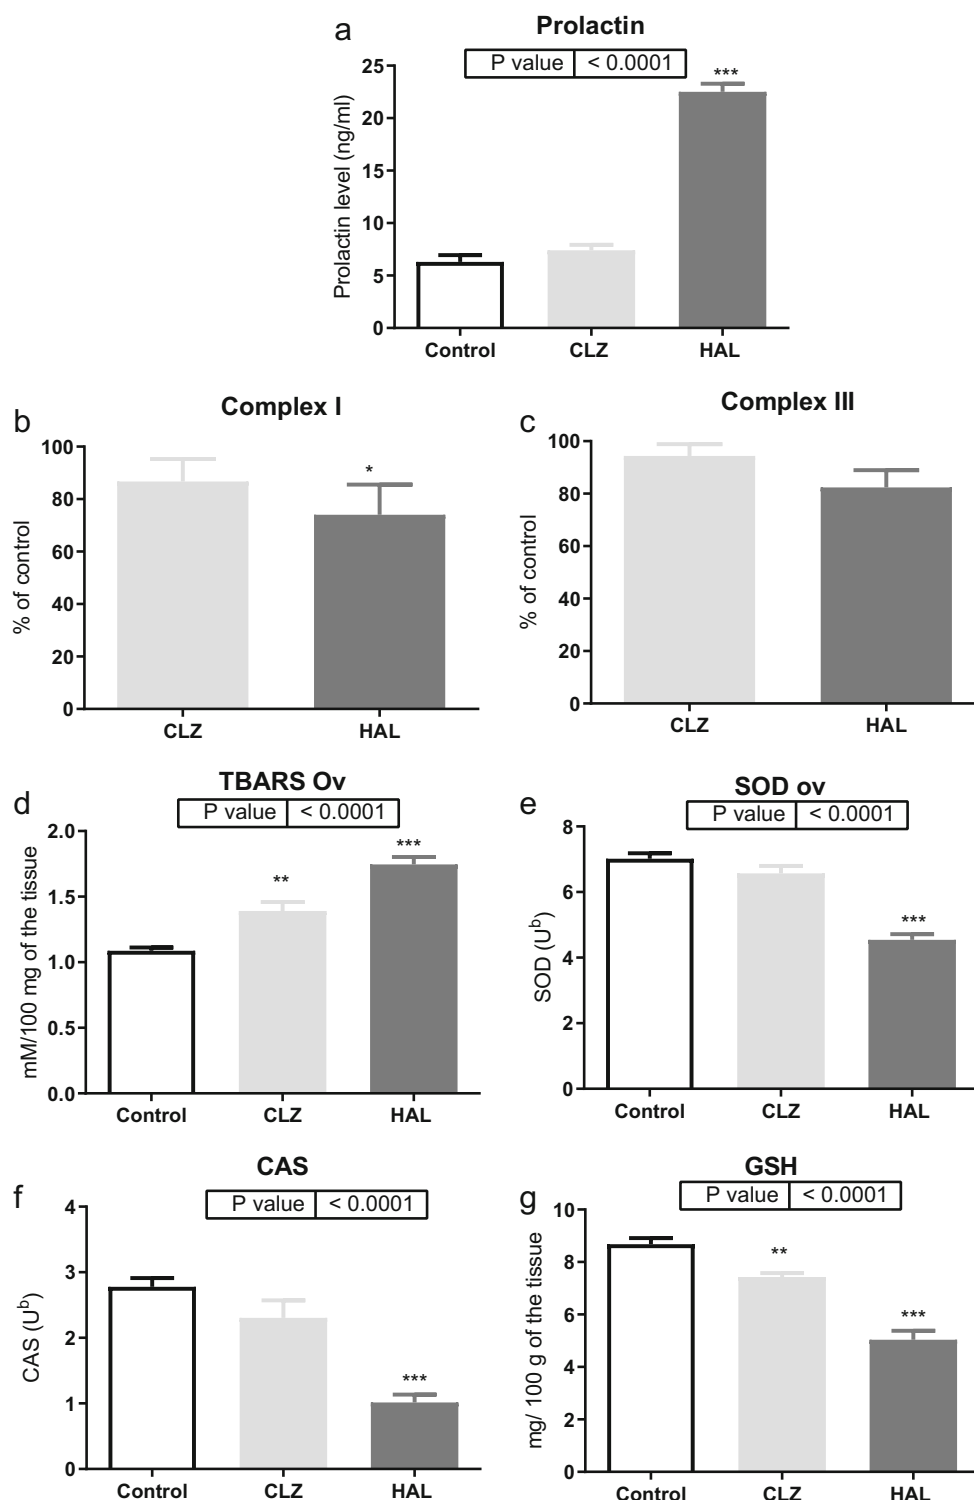 a
Prolactin
P value < 0.0001
Prolactin level (ng/ml)
25
20
15
10
5
0
***
Control CLZ HAL
b
Complex I
% of control
100
80
60
40
20
0
*
CLZ HAL
c
Complex III
% of control
100
80
60
40
20
0
CLZ HAL
d
TBARS Ov
P value < 0.0001
mM/100 mg of the tissue
2.0
1.5
1.0
0.5
0.0
**
***
Control CLZ HAL
e
SOD ov
P value < 0.0001
SOD (U^b)
8
6
4
2
0
***
Control CLZ HAL
f
CAS
P value < 0.0001
CAS (U^b)
4
3
2
1
0
***
Control CLZ HAL
g
GSH
P value < 0.0001
mg/ 100 g of the tissue
10
8
6
4
2
0
**
***
Control CLZ HAL